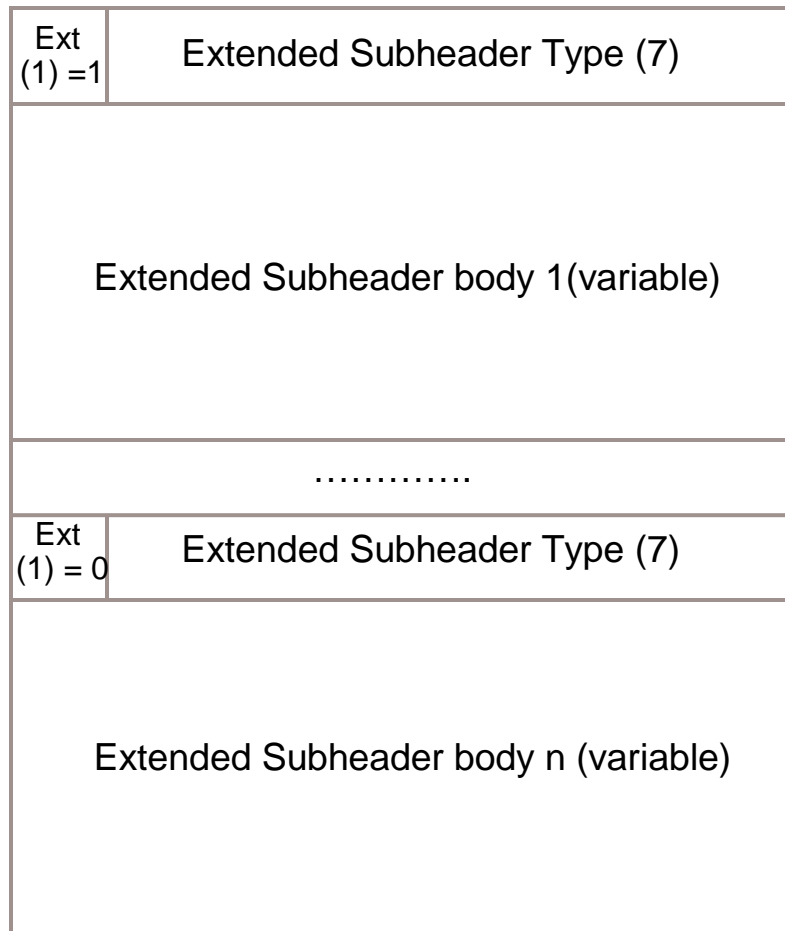 Ext
(1) =1
Extended Subheader Type (7)
Extended Subheader body 1(variable)
………….
Ext
(1) = 0
Extended Subheader Type (7)
Extended Subheader body n (variable)